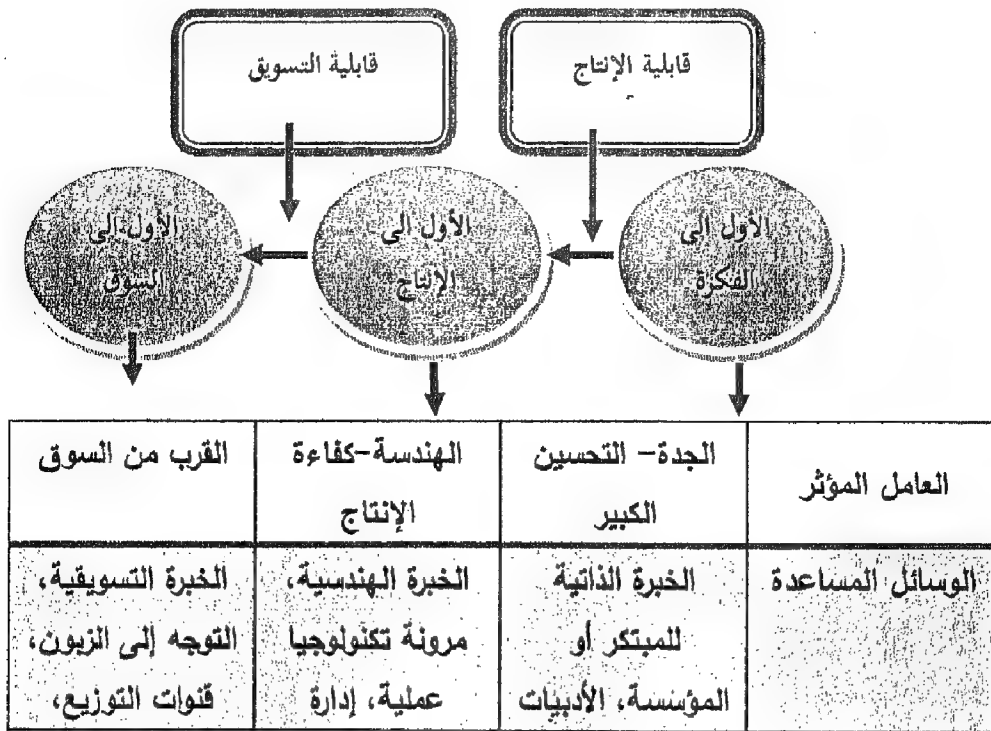 قابلية الإنتاج
قابلية التسويق
الاول الى
الفكرة
الأول الى
الإنتاج
الأول إلى
السوق
العامل المؤثر
الجدة- التحسين
الكبير
الهندسة-كفاءة
الإنتاج
القرب من السوق
الوسائل المساعدة
الخبرة الذاتية
للمبتكر أو
المؤسسة، الأدبيات
الخبرة الهندسية،
مرونة تكنولوجيا
عملية، إدارة
الخبرة التسويقية،
التوجه إلى الزبون،
قنوات التوزيع،